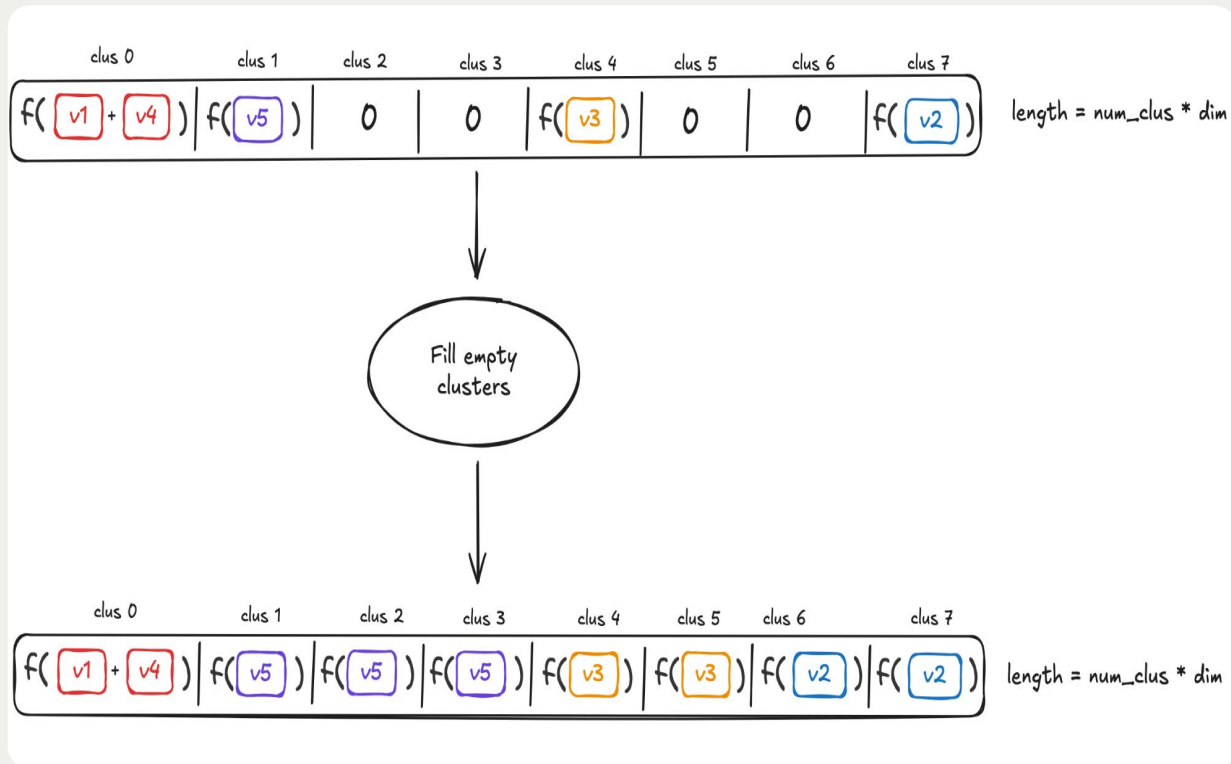 clus 0 clus 1 clus 2 clus 3 clus 4 clus 5 clus 6 clus 7
f( v1 + v4 ) | f( v5 ) | 0 | 0 | f( v3 ) | 0 | 0 | f( v2 ) length = num_clus * dim
Fill empty
clusters
clus 0 clus 1 clus 2 clus 3 clus 4 clus 5 clus 6 clus 7
f( v1 + v4 ) | f( v5 ) | f( v5 ) | f( v5 ) | f( v3 ) | f( v3 ) | f( v2 ) | f( v2 ) length = num_clus * dim